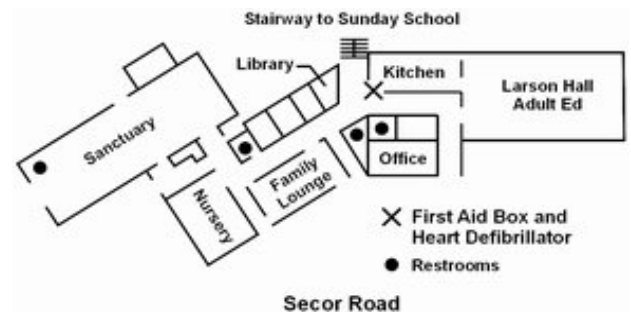 Stairway to Sunday School
Library
Kitchen
Larson Hall
Adult Ed
Sanctuary
Office
Family
Lounge
Nursery
First Aid Box and
Heart Defibrillator
Restrooms
Secor Road